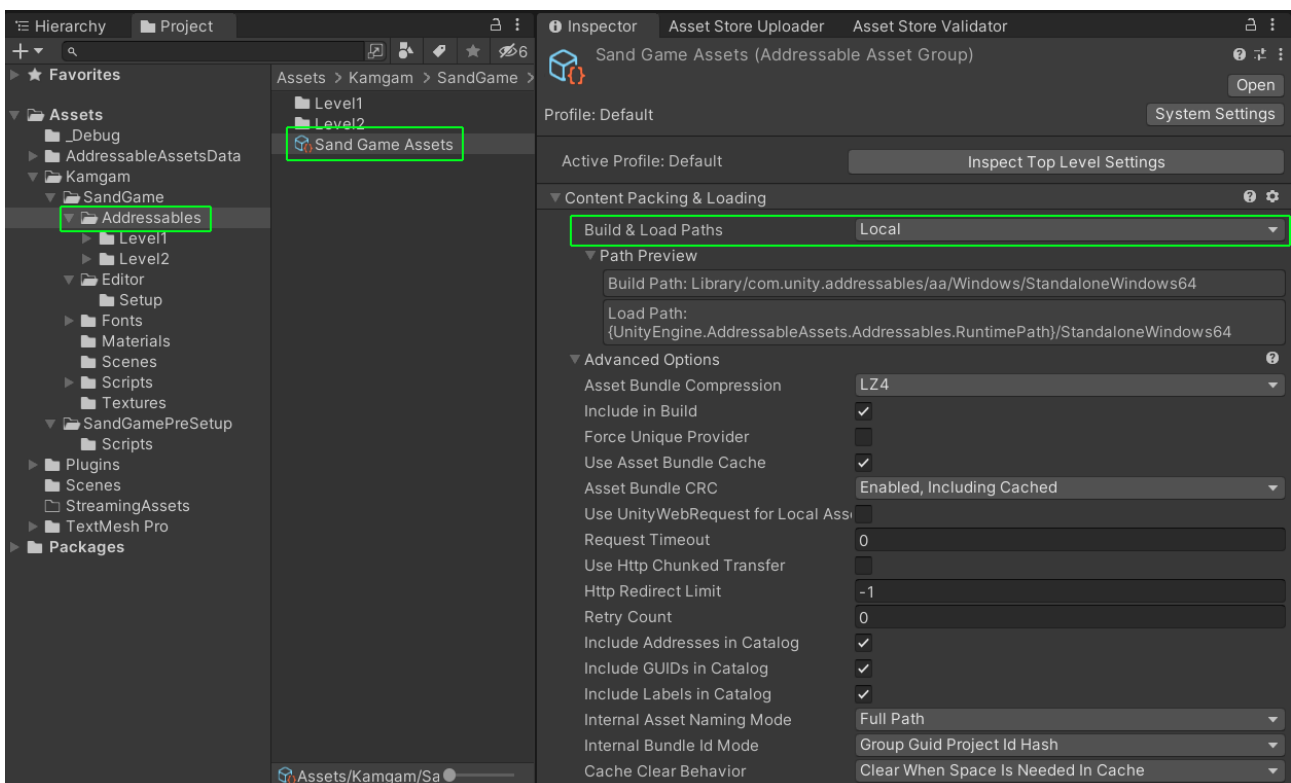 Hierarchy
Project
6
Favorites
Assets
_Debug
AddressableAssetsData
Kamgam
SandGame
Addressables
Level1
Level2
Editor
Setup
Fonts
Materials
Scenes
Scripts
Textures
SandGamePreSetup
Scripts
Plugins
Scenes
StreamingAssets
TextMesh Pro
Packages
Assets > Kamgam > SandGame >
Level1
Level2
Sand Game Assets
Assets/Kamgam/Sa
Inspector
Asset Store Uploader
Asset Store Validator
Sand Game Assets (Addressable Asset Group)
Open
Profile: Default
System Settings
Active Profile: Default
Inspect Top Level Settings
Content Packing & Loading
Build & Load Paths Local
Path Preview
Build Path: Library/com.unity.addressables/aa/Windows/StandaloneWindows64
Load Path:
{UnityEngine.AddressableAssets.Addressables.RuntimePath}/StandaloneWindows64
Advanced Options
Asset Bundle Compression LZ4
Include in Build
Force Unique Provider
Use Asset Bundle Cache
Asset Bundle CRC Enabled, Including Cached
Use UnityWebRequest for Local Ass
Request Timeout 0
Use Http Chunked Transfer
Http Redirect Limit -1
Retry Count 0
Include Addresses in Catalog
Include GUIDs in Catalog
Include Labels in Catalog
Internal Asset Naming Mode Full Path
Internal Bundle Id Mode Group Guid Project Id Hash
Cache Clear Behavior Clear When Space Is Needed In Cache